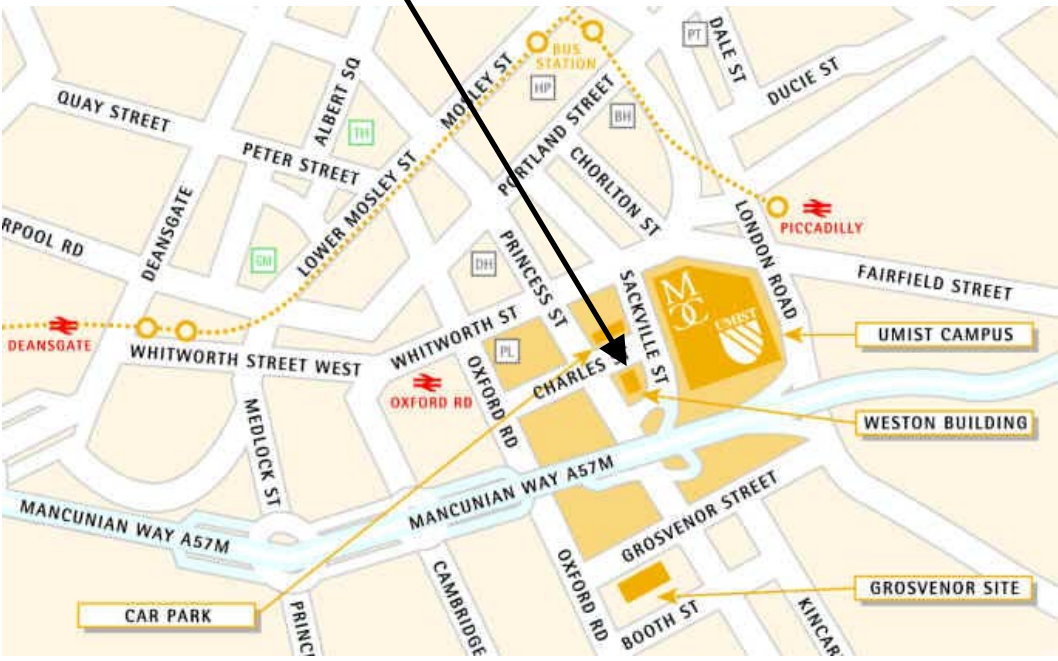 QUAY STREET
ALBERT SQ
TH
PETER STREET
MOSLEY ST
LOWER MOSLEY ST
BUS
STATION
HP
BH
PT
DALE ST
DUCIE ST
PORTLAND STREET
CHORLTON ST
LONDON ROAD
PICCADILLY
FAIRFIELD STREET
RPOOL RD
DEANSGATE
GM
DH
PRINCESS ST
SACKVILLE ST
M
C
C
UMIST
UMIST CAMPUS
DEANSGATE
WHITWORTH STREET WEST
WHITWORTH ST
PL
OXFORD RD
OXFORD RD
CHARLES S
WESTON BUILDING
MEDLOCK ST
MANCUNIAN WAY A57M
MANCUNIAN WAY A57M
GROSVENOR STREET
OXFORD RD
GROSVENOR SITE
BOOTH ST
CAR PARK
PRINC
CAMBRIDGE
KINCAR